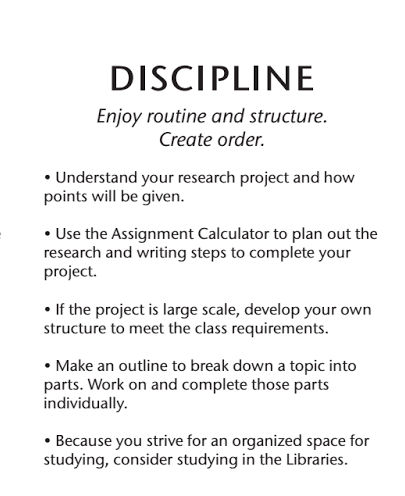 DISCIPLINE
Enjoy routine and structure.
Create order.
• Understand your research project and how
points will be given.
• Use the Assignment Calculator to plan out the
research and writing steps to complete your
project.
• If the project is large scale, develop your own
structure to meet the class requirements.
• Make an outline to break down a topic into
parts. Work on and complete those parts
individually.
• Because you strive for an organized space for
studying, consider studying in the Libraries.